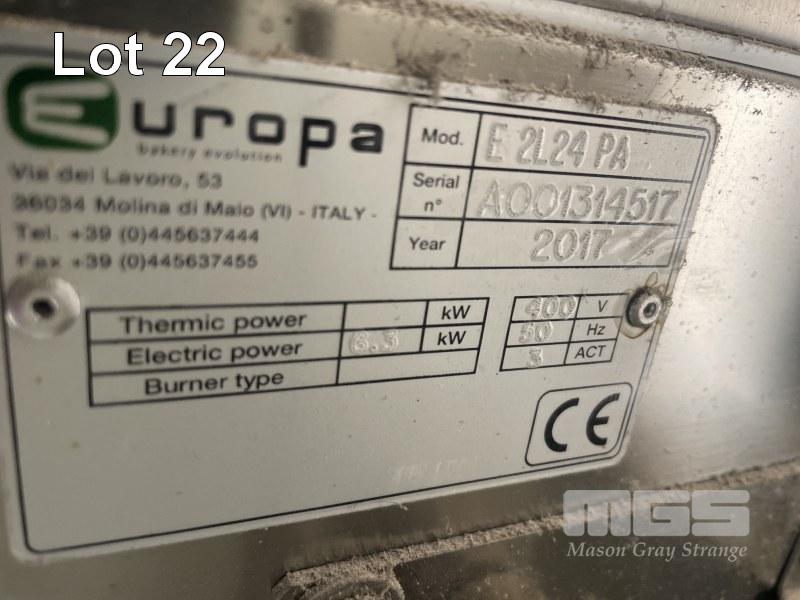 Lot 22
Europa
bakery evolution
Via del Lavoro, 53
36034 Molina di Malo (VI) - ITALY -
Tel. +39 (0)445637444
Fax +39 (0)445637455
Mod. E 2L24 PA
Serial n° A001314517
Year 2017
Thermic power kW
Electric power 6.3 kW
Burner type
400 V
50 Hz
3 ACT
CE
MGS
Mason Gray Strange